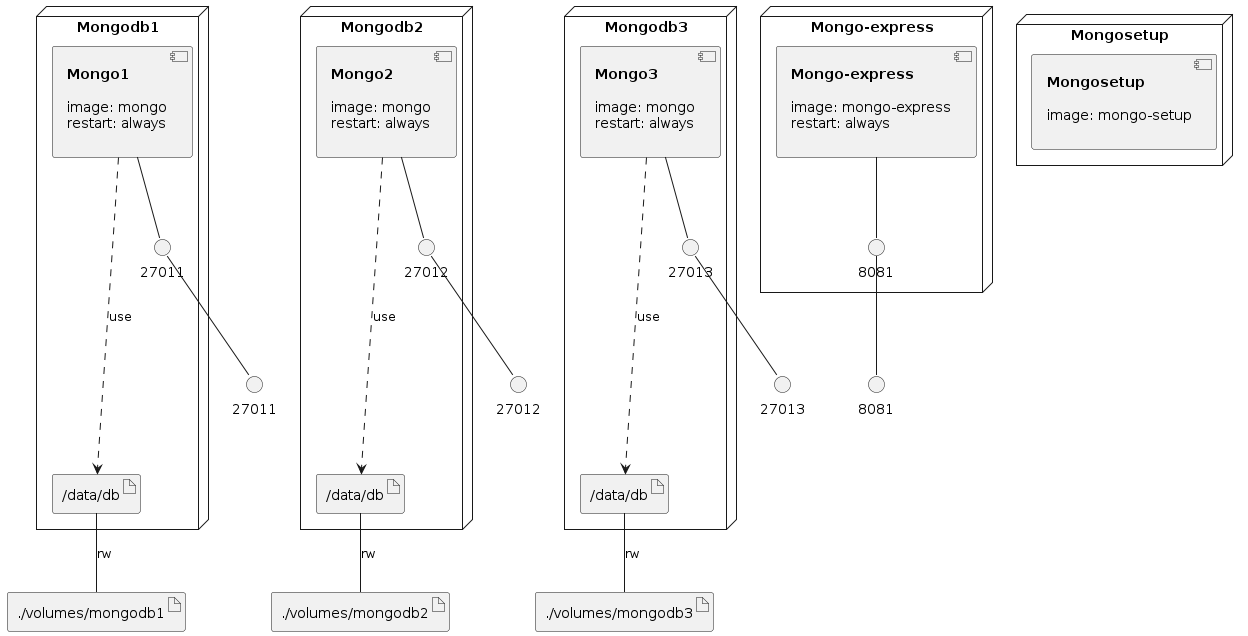 Mongodb1
Mongo1
image: mongo
restart: always
27011
use
27011
/data/db
rw
./volumes/mongodb1
Mongodb2
Mongo2
image: mongo
restart: always
27012
use
27012
/data/db
rw
./volumes/mongodb2
Mongodb3
Mongo3
image: mongo
restart: always
27013
use
27013
/data/db
rw
./volumes/mongodb3
Mongo-express
Mongo-express
image: mongo-express
restart: always
8081
8081
Mongosetup
Mongosetup
image: mongo-setup